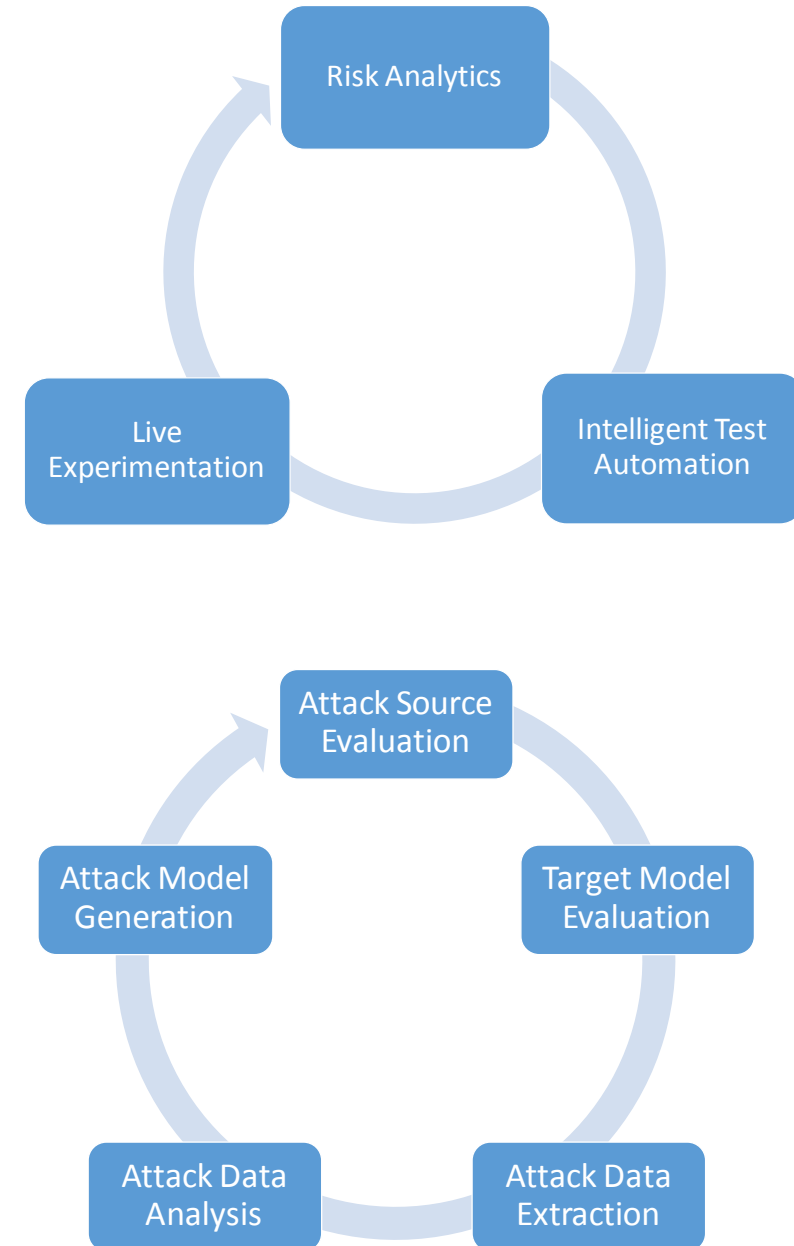 Risk Analytics
Live
Experimentation
Intelligent Test
Automation
Attack Source
Evaluation
Attack Model
Generation
Target Model
Evaluation
Attack Data
Analysis
Attack Data
Extraction